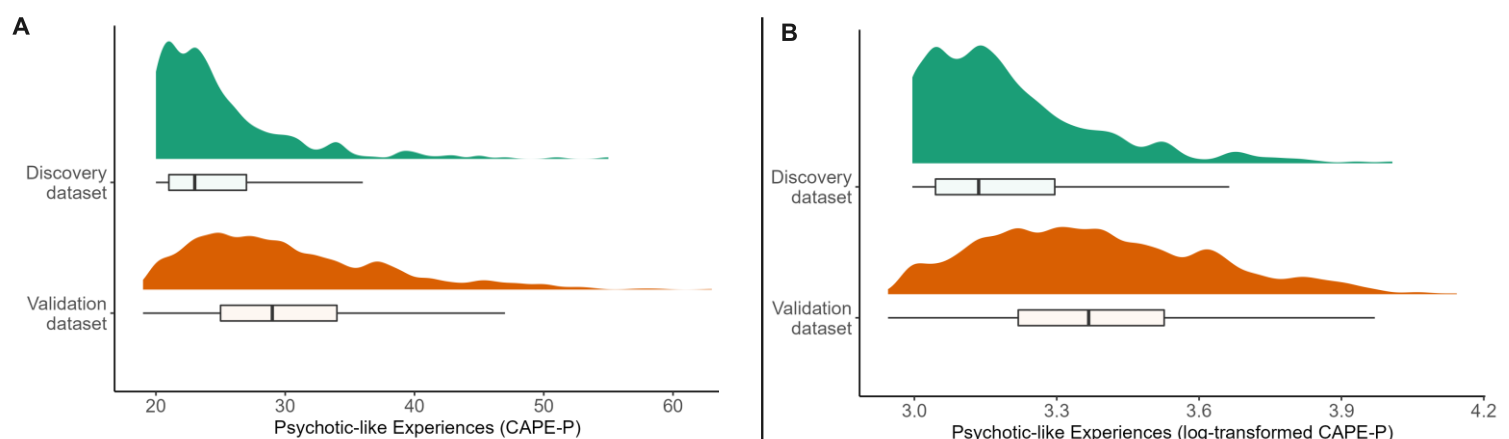 A
Discovery
dataset
Validation
dataset
20 30 40 50 60
Psychotic-like Experiences (CAPE-P)
B
Discovery
dataset
Validation
dataset
3.0 3.3 3.6 3.9 4.2
Psychotic-like Experiences (log-transformed CAPE-P)